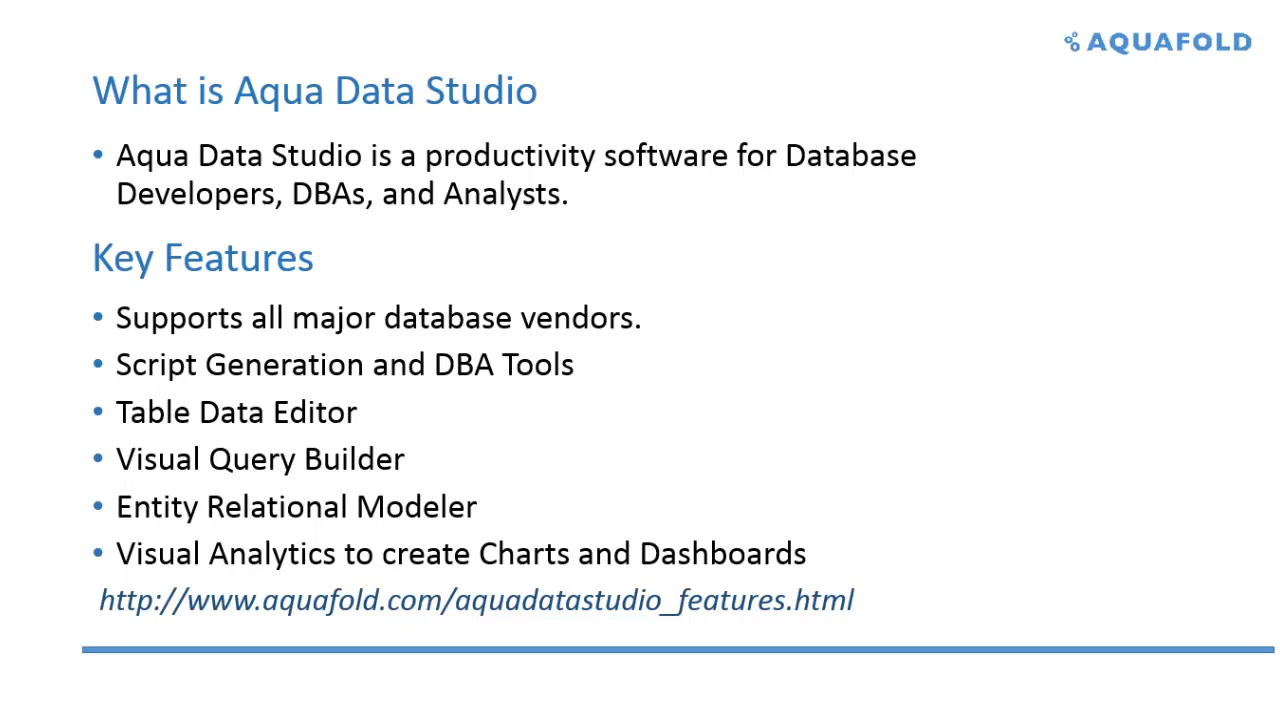 AQUAFOLD
What is Aqua Data Studio
• Aqua Data Studio is a productivity software for Database
Developers, DBAs, and Analysts.
Key Features
• Supports all major database vendors.
• Script Generation and DBA Tools
• Table Data Editor
• Visual Query Builder
• Entity Relational Modeler
• Visual Analytics to create Charts and Dashboards
http://www.aquafold.com/aquadatastudio_features.html